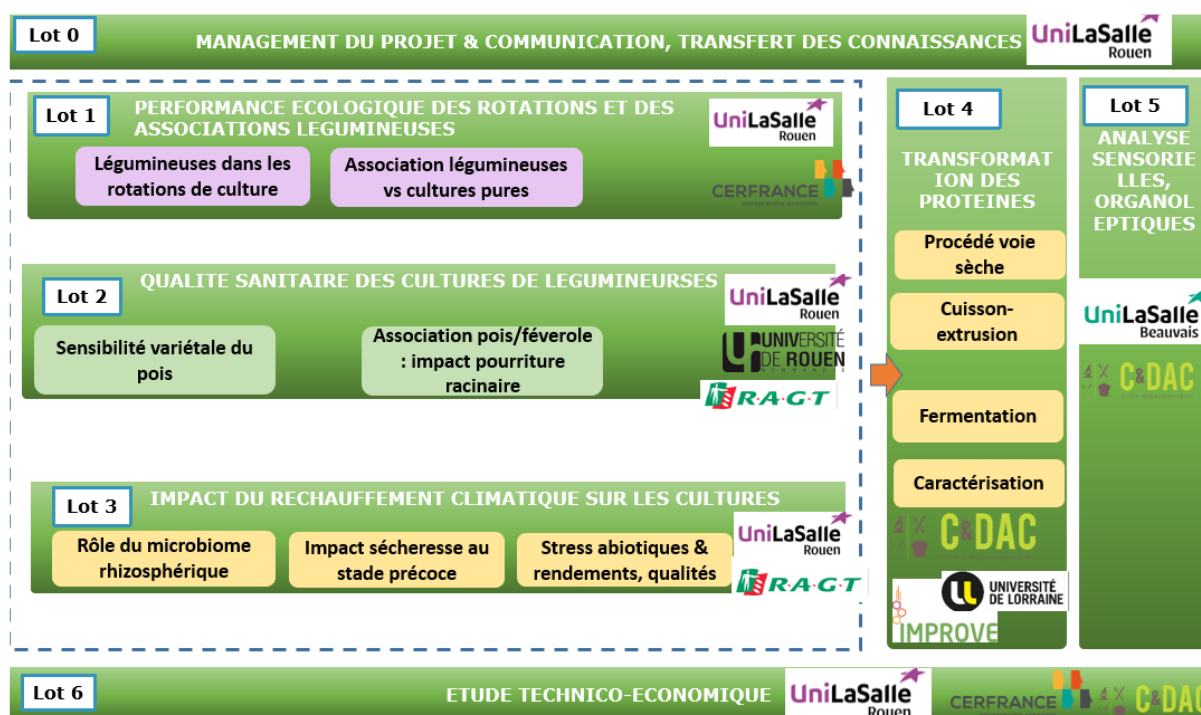 Lot 0
MANAGEMENT DU PROJET & COMMUNICATION, TRANSFERT DES CONNAISSANCES
UniLaSalle
Rouen
Lot 1
PERFORMANCE ECOLOGIQUE DES ROTATIONS ET DES
ASSOCIATIONS LEGUMINEUSES
Légumineuses dans les
rotations de culture
Association légumineuses
vs cultures pures
UniLaSalle
Rouen
CERFRANCE
Lot 2
QUALITE SANITAIRE DES CULTURES DE LEGUMINEURSES
Sensibilité variétale du
pois
Association pois/féverole
: impact pourriture
racinaire
UniLaSalle
Rouen
UNIVERSITÉ
DE ROUEN
R·A·G·T
Lot 3
IMPACT DU RECHAUFFEMENT CLIMATIQUE SUR LES CULTURES
Rôle du microbiome
rhizosphérique
Impact sécheresse au
stade précoce
Stress abiotiques &
rendements, qualités
UniLaSalle
Rouen
R·A·G·T
Lot 4
TRANSFORMAT
ION DES
PROTEINES
Procédé voie
sèche
Cuisson-
extrusion
Fermentation
Caractérisation
C&DAC
UNIVERSITÉ
DE LORRAINE
IMPROVE
Lot 5
ANALYSE
SENSORIE
LLES,
ORGANOL
EPTIQUES
UniLaSalle
Beauvais
C&DAC
Lot 6
ETUDE TECHNICO-ECONOMIQUE
UniLaSalle
Rouen
CERFRANCE
C&DAC